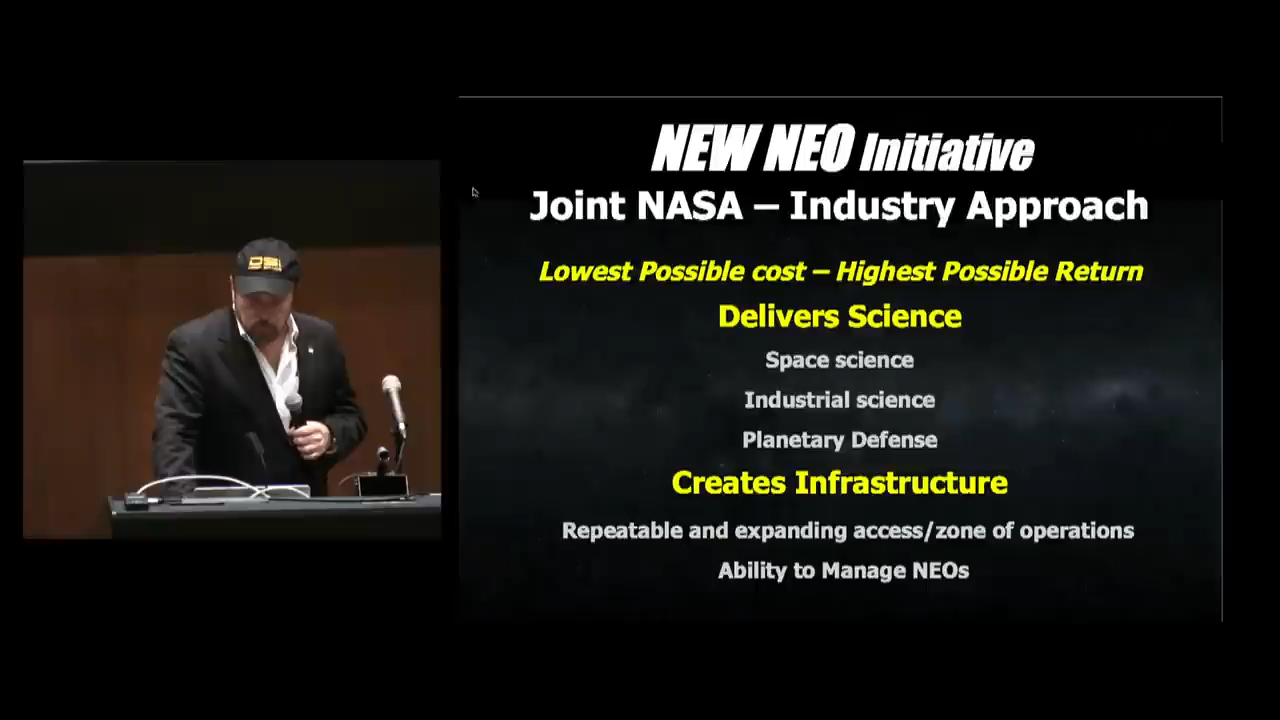 DSI
NEW NEO Initiative
Joint NASA – Industry Approach
Lowest Possible cost – Highest Possible Return
Delivers Science
Space science
Industrial science
Planetary Defense
Creates Infrastructure
Repeatable and expanding access/zone of operations
Ability to Manage NEOs